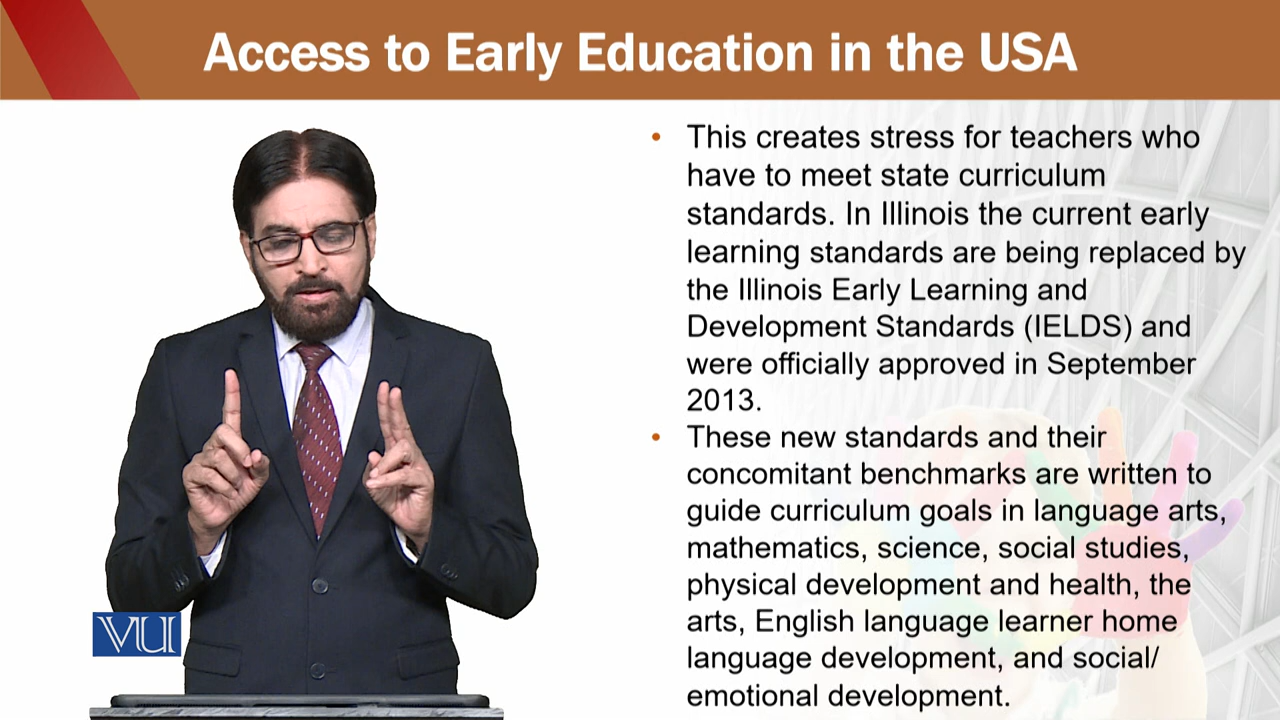 Access to Early Education in the USA
• This creates stress for teachers who
have to meet state curriculum
standards. In Illinois the current early
learning standards are being replaced by
the Illinois Early Learning and
Development Standards (IELDS) and
were officially approved in September
2013.
• These new standards and their
concomitant benchmarks are written to
guide curriculum goals in language arts,
mathematics, science, social studies,
physical development and health, the
arts, English language learner home
language development, and social/
emotional development.
VU